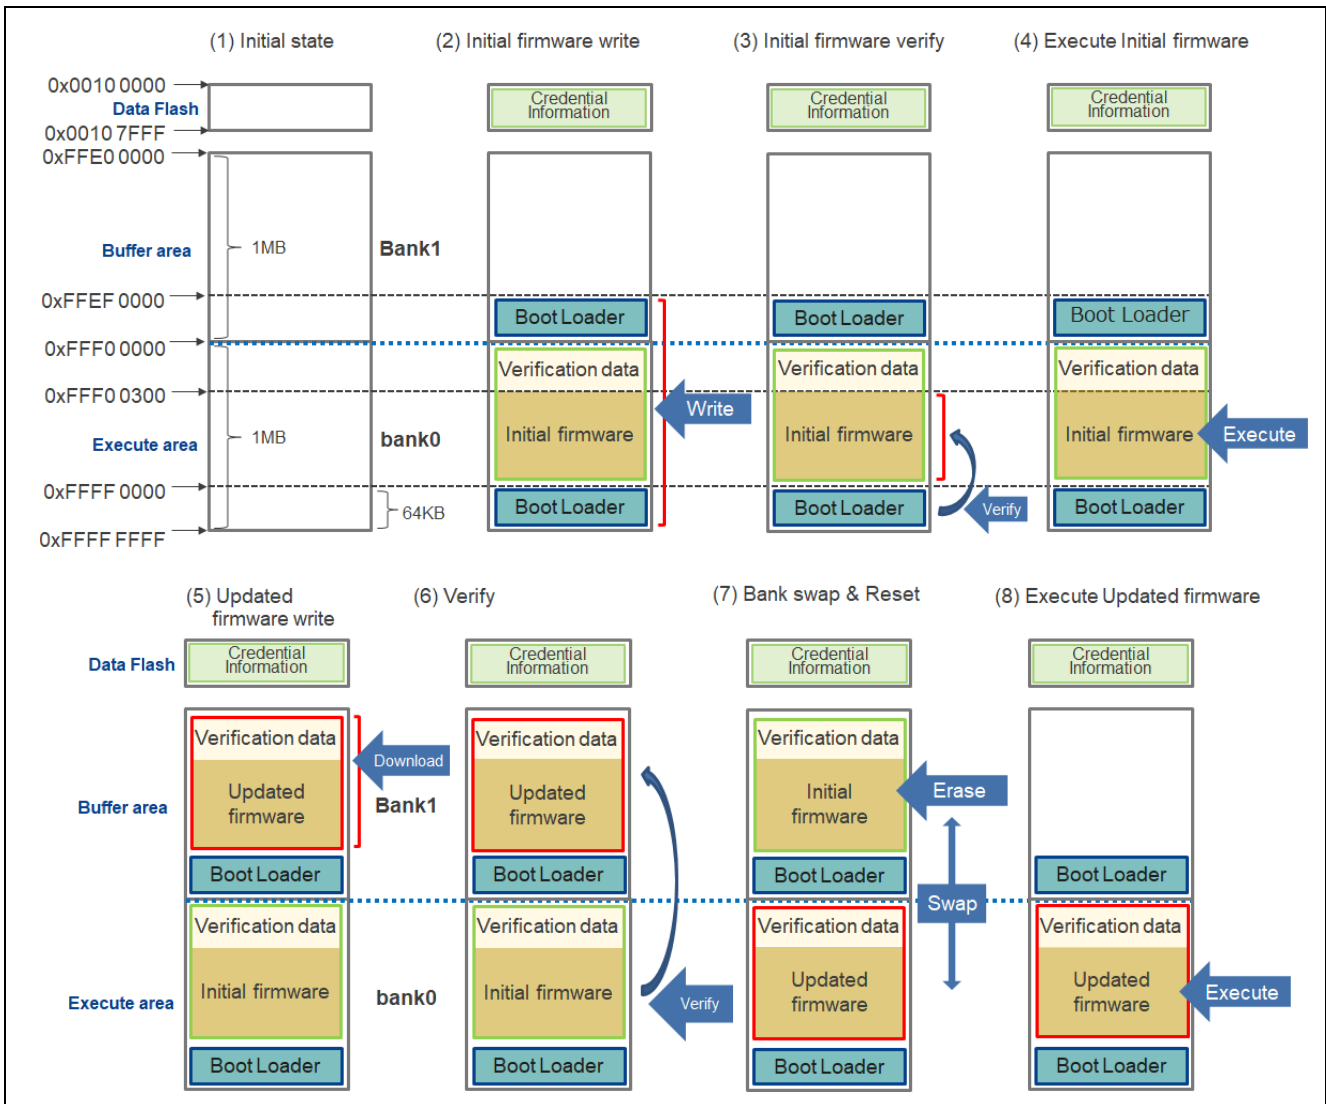 (1) Initial state
(2) Initial firmware write
(3) Initial firmware verify
(4) Execute Initial firmware
0x0010 0000
Data Flash
0x0010 7FFF
0xFFE0 0000
Credential
Information
Credential
Information
Credential
Information
Buffer area
1MB
Bank1
0xFFEF 0000
Boot Loader
Boot Loader
Boot Loader
0xFFF0 0000
Verification data
Verification data
Verification data
0xFFF0 0300
Write
Execute area
1MB
bank0
Initial firmware
Initial firmware
Initial firmware
Execute
0xFFFF 0000
64KB
Boot Loader
Boot Loader
Verify
Boot Loader
0xFFFF FFFF
(5) Updated
firmware write
(6) Verify
(7) Bank swap & Reset
(8) Execute Updated firmware
Data Flash
Credential
Information
Credential
Information
Credential
Information
Credential
Information
Verification data
Verification data
Verification data
Download
Buffer area
Updated
firmware
Bank1
Updated
firmware
Initial
firmware
Erase
Boot Loader
Boot Loader
Boot Loader
Boot Loader
Swap
Verification data
Verification data
Verification data
Verification data
Execute area
Initial firmware
bank0
Initial firmware
Verify
Updated
firmware
Updated
firmware
Execute
Boot Loader
Boot Loader
Boot Loader
Boot Loader